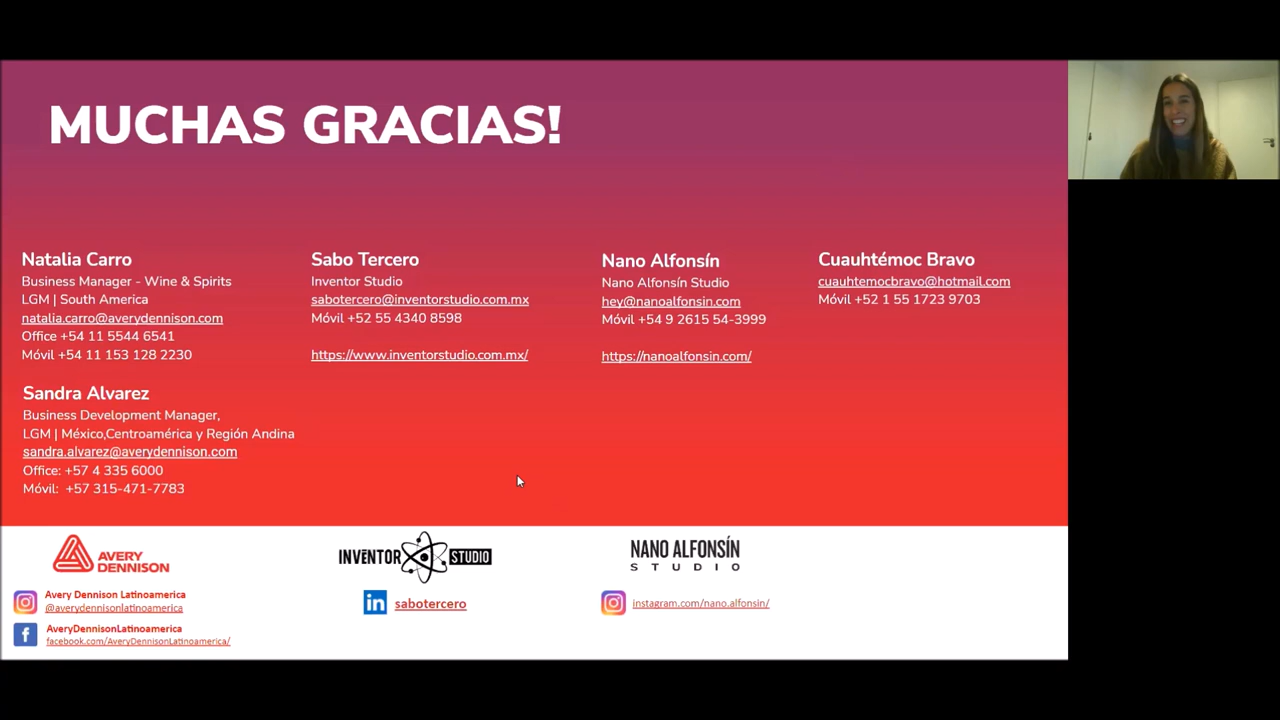 MUCHAS GRACIAS!
Natalia Carro
Business Manager - Wine & Spirits
LGM | South America
natalia.carro@averydennison.com
Office +54 11 5544 6541
Móvil +54 11 153 128 2230
Sandra Alvarez
Business Development Manager,
LGM | México,Centroamérica y Región Andina
sandra.alvarez@averydennison.com
Office: +57 4 335 6000
Móvil: +57 315-471-7783
Sabo Tercero
Inventor Studio
sabotercero@inventorstudio.com.mx
Móvil +52 55 4340 8598
https://www.inventorstudio.com.mx/
Nano Alfonsín
Nano Alfonsín Studio
hey@nanoalfonsin.com
Móvil +54 9 2615 54-3999
https://nanoalfonsin.com/
Cuauhtémoc Bravo
cuauhtemocbravo@hotmail.com
Móvil +52 1 55 1723 9703
AVERY
DENNISON
Avery Dennison Latinoamerica
@averydennisonlatinoamerica
AveryDennisonLatinoamerica
facebook.com/AveryDennisonLatinoamerica/
INVENTOR STUDIO
sabotercero
NANO ALFONSÍN
STUDIO
instagram.com/nano.alfonsin/